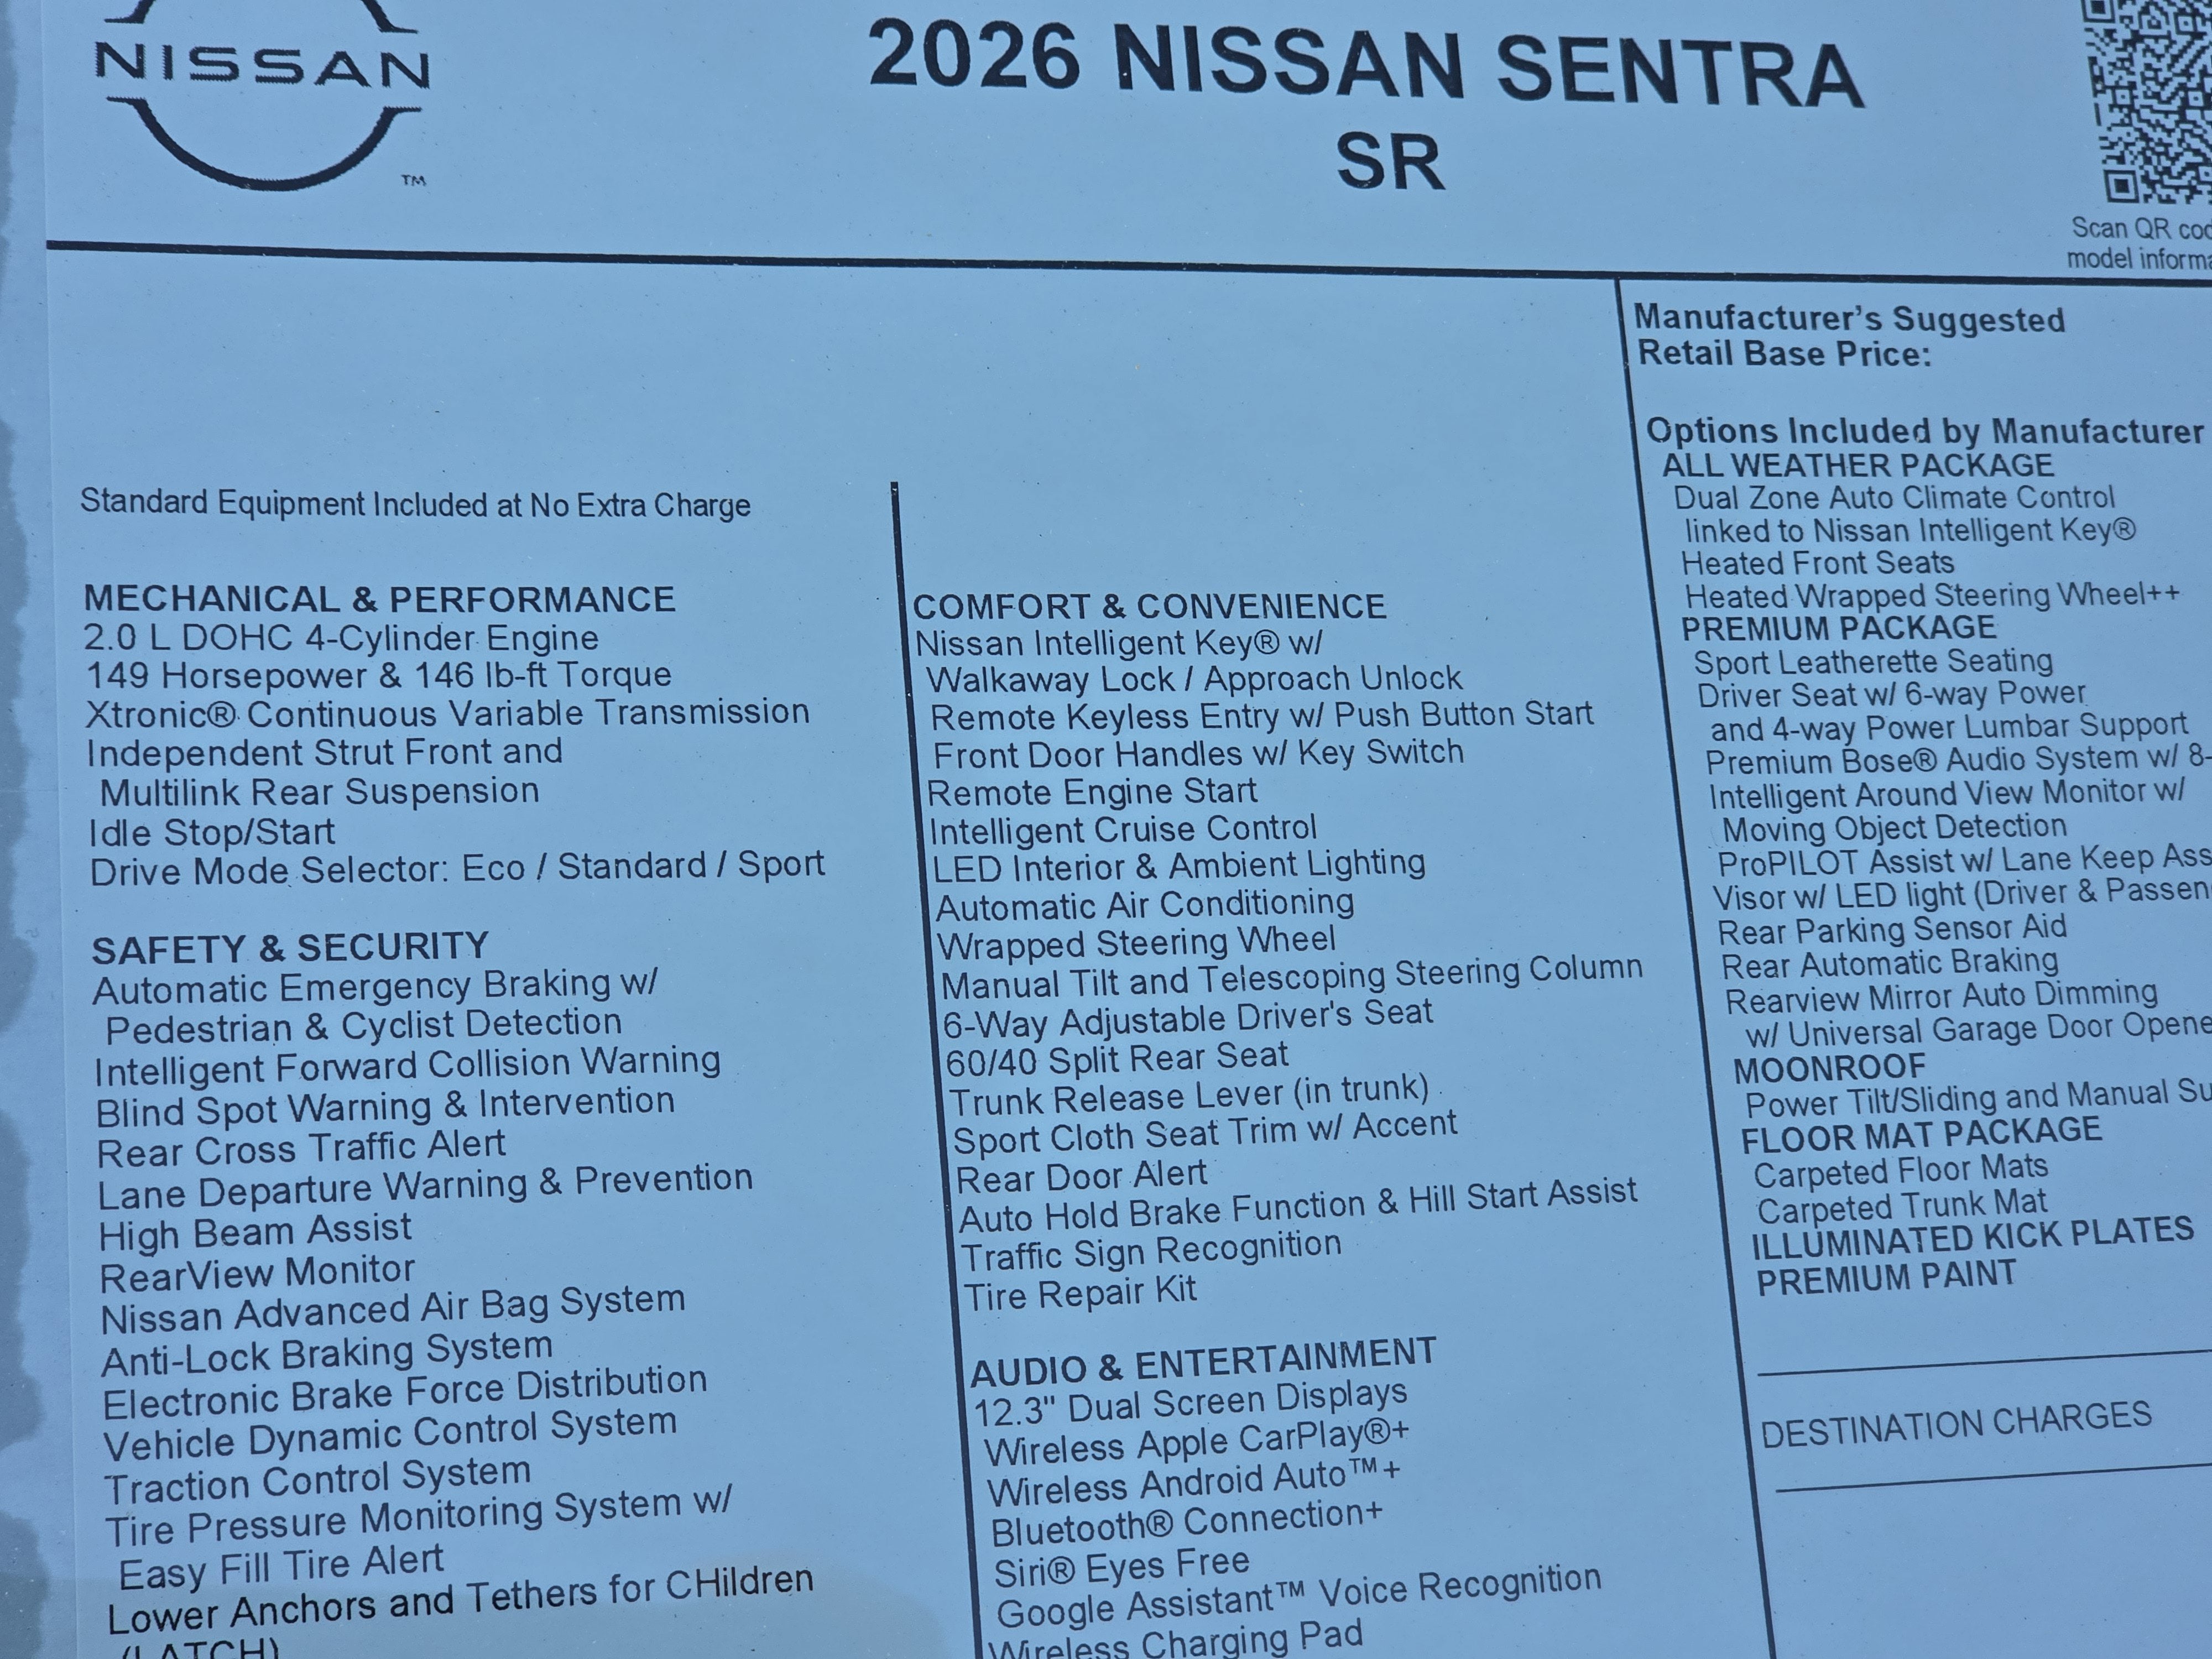 NISSAN
TM
2026 NISSAN SENTRA
SR
Scan QR
model
Standard Equipment Included at No Extra Charge
MECHANICAL & PERFORMANCE
2.0 L DOHC 4-Cylinder Engine
149 Horsepower & 146 lb-ft Torque
Xtronic® Continuous Variable Transmission
Independent Strut Front and
Multilink Rear Suspension
Idle Stop/Start
Drive Mode Selector: Eco / Standard / Sport
SAFETY & SECURITY
Automatic Emergency Braking w/
Pedestrian & Cyclist Detection
Intelligent Forward Collision Warning
Blind Spot Warning & Intervention
Rear Cross Traffic Alert
Lane Departure Warning & Prevention
High Beam Assist
RearView Monitor
Nissan Advanced Air Bag System
Anti-Lock Braking System
Electronic Brake Force Distribution
Vehicle Dynamic Control System
Traction Control System
Tire Pressure Monitoring System w/
Easy Fill Tire Alert
Lower Anchors and Tethers for CHildren
(LATCH)
COMFORT & CONVENIENCE
Nissan Intelligent Key® w/
Walkaway Lock / Approach Unlock
Remote Keyless Entry w/ Push Button Start
Front Door Handles w/ Key Switch
Remote Engine Start
Intelligent Cruise Control
LED Interior & Ambient Lighting
Automatic Air Conditioning
Wrapped Steering Wheel
Manual Tilt and Telescoping Steering Column
6-Way Adjustable Driver's Seat
60/40 Split Rear Seat
Trunk Release Lever (in trunk)
Sport Cloth Seat Trim w/ Accent
Rear Door Alert
Auto Hold Brake Function & Hill Start Assist
Traffic Sign Recognition
Tire Repair Kit
AUDIO & ENTERTAINMENT
12.3" Dual Screen Displays
Wireless Apple CarPlay®+
Wireless Android Auto™+
Bluetooth® Connection+
Siri® Eyes Free
Google Assistant™ Voice Recognition
Wireless Charging Pad
Manufacturer's Suggested
Retail Base Price:
Options Included by Manufacturer
ALL WEATHER PACKAGE
Dual Zone Auto Climate Control
linked to Nissan Intelligent Key®
Heated Front Seats
Heated Wrapped Steering Wheel++
PREMIUM PACKAGE
Sport Leatherette Seating
Driver Seat w/ 6-way Power
and 4-way Power Lumbar Support
Premium Bose® Audio System w/ 8-
Intelligent Around View Monitor w/
Moving Object Detection
ProPILOT Assist w/ Lane Keep
Visor w/ LED light (Driver &
Rear Parking Sensor Aid
Rear Automatic Braking
Rearview Mirror Auto Dimming
w/ Universal Garage Door
MOONROOF
Power Tilt/Sliding and Manual
FLOOR MAT PACKAGE
Carpeted Floor Mats
Carpeted Trunk Mat
ILLUMINATED KICK PLATES
PREMIUM PAINT
DESTINATION CHARGES